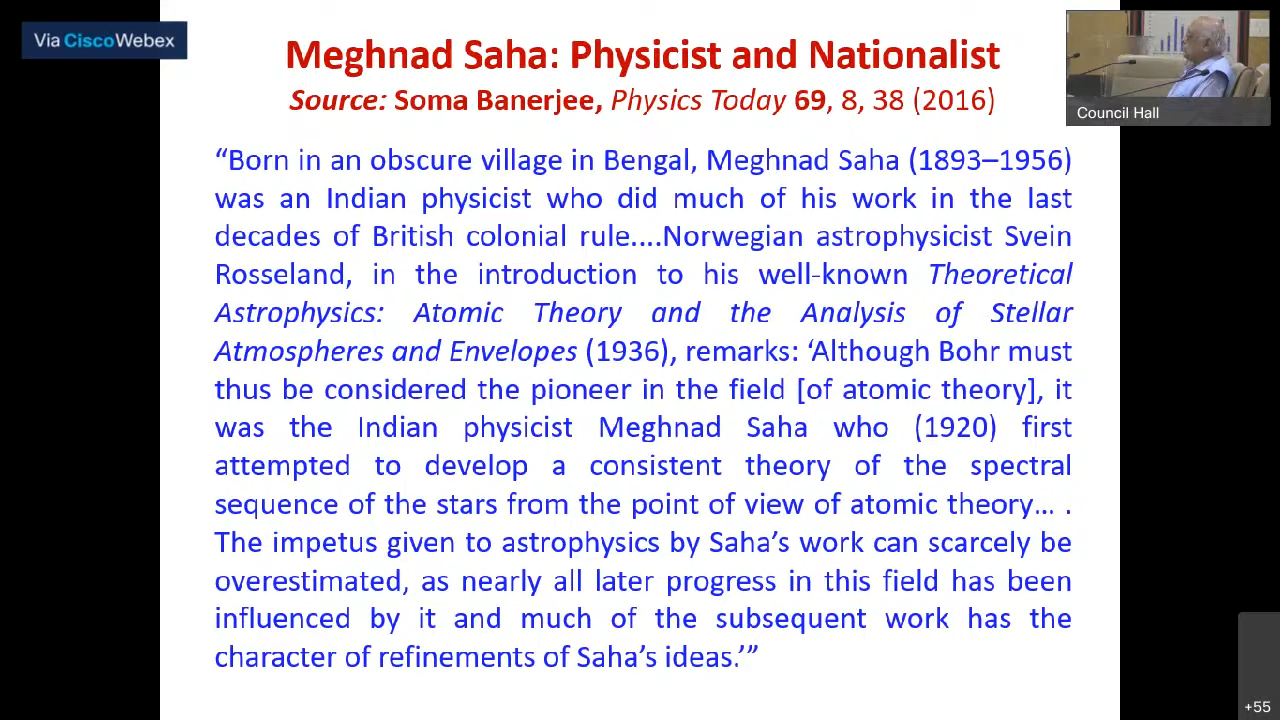 Via CiscoWebex
Meghnad Saha: Physicist and Nationalist
Source: Soma Banerjee, Physics Today 69, 8, 38 (2016)
Council Hall
“Born in an obscure village in Bengal, Meghnad Saha (1893–1956)
was an Indian physicist who did much of his work in the last
decades of British colonial rule....Norwegian astrophysicist Svein
Rosseland, in the introduction to his well-known Theoretical
Astrophysics: Atomic Theory and the Analysis of Stellar
Atmospheres and Envelopes (1936), remarks: ‘Although Bohr must
thus be considered the pioneer in the field [of atomic theory], it
was the Indian physicist Meghnad Saha who (1920) first
attempted to develop a consistent theory of the spectral
sequence of the stars from the point of view of atomic theory… .
The impetus given to astrophysics by Saha’s work can scarcely be
overestimated, as nearly all later progress in this field has been
influenced by it and much of the subsequent work has the
character of refinements of Saha’s ideas.’”
+55